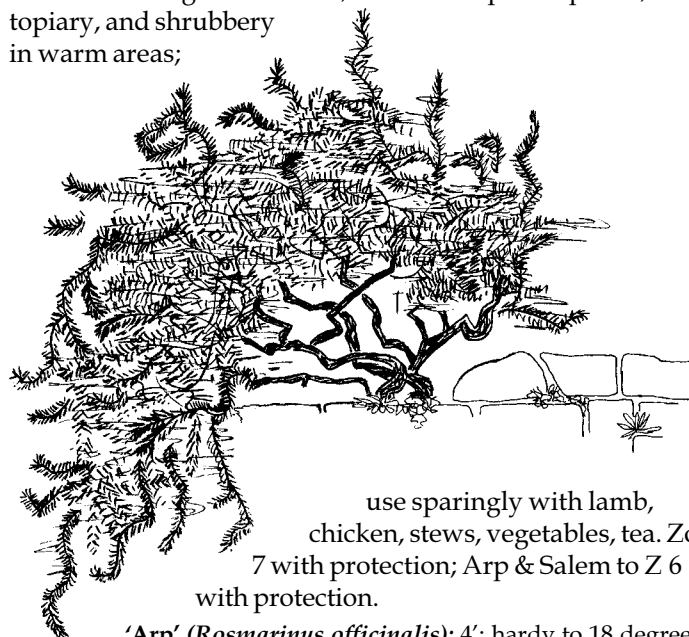 topiary, and shrubbery
in warm areas;
†
use sparingly with lamb,
chicken, stews, vegetables, tea.
7 with protection; Arp & Salem to Z 6
with protection.
'Arp' (Rosmarinus officinalis): 4'; hardy to 18 degree